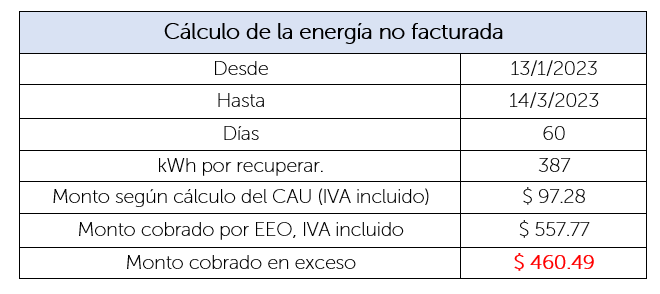 Cálculo de la energía no facturada
Desde 13/1/2023
Hasta 14/3/2023
Días 60
kWh por recuperar. 387
Monto según cálculo del CAU (IVA incluido) $ 97.28
Monto cobrado por EEO, IVA incluido $ 557.77
Monto cobrado en exceso $ 460.49